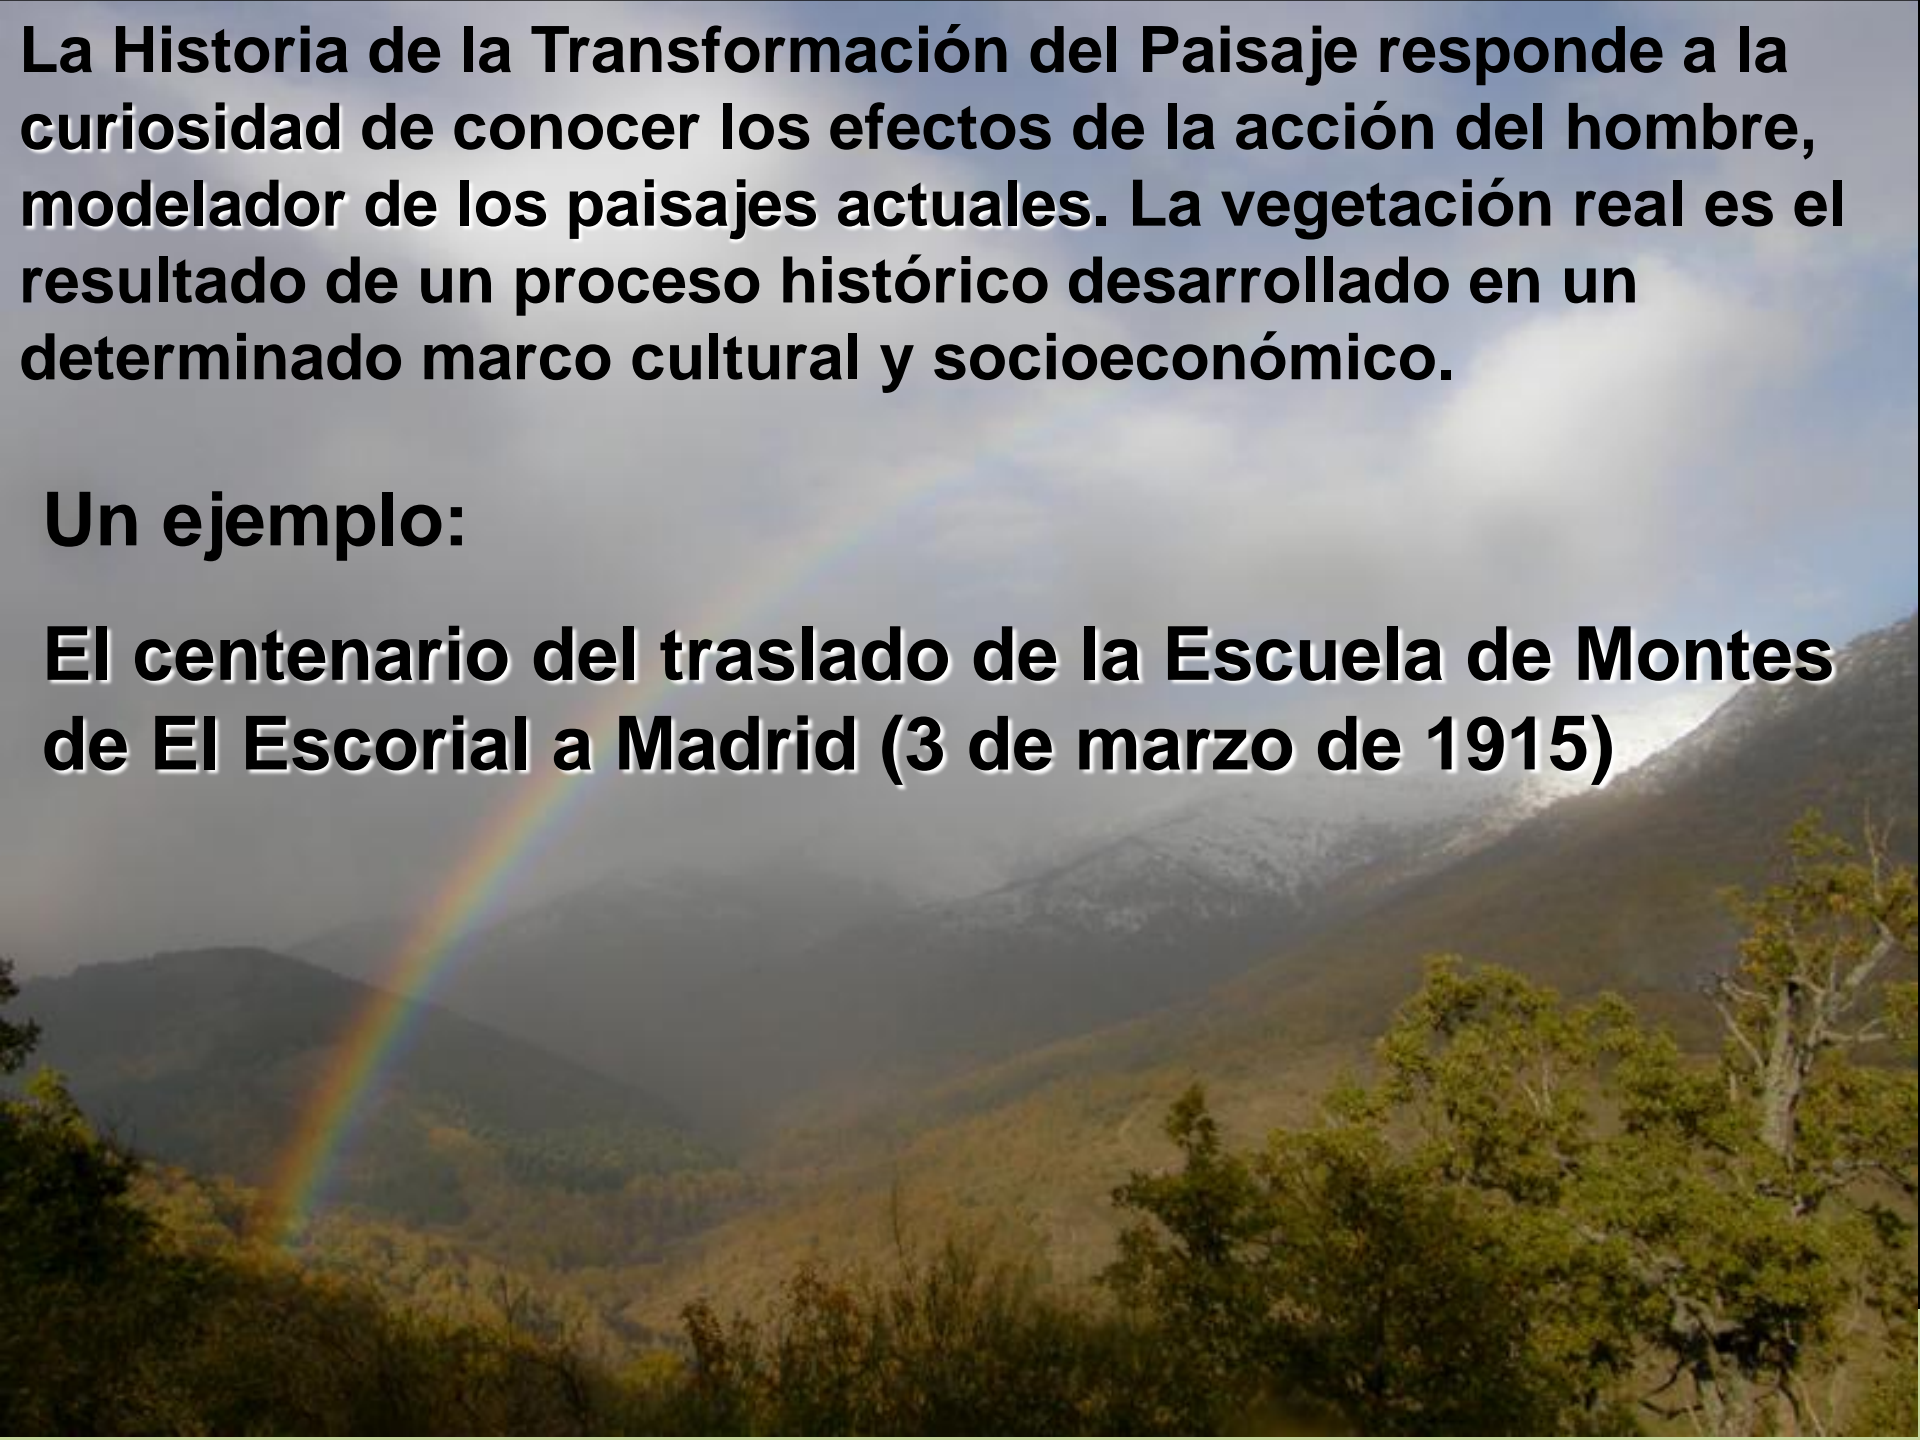 La Historia de la Transformación del Paisaje responde a la
curiosidad de conocer los efectos de la acción del hombre,
modelador de los paisajes actuales. La vegetación real es el
resultado de un proceso histórico desarrollado en un
determinado marco cultural y socioeconómico.
Un ejemplo:
El centenario del traslado de la Escuela de Montes
de El Escorial a Madrid (3 de marzo de 1915)